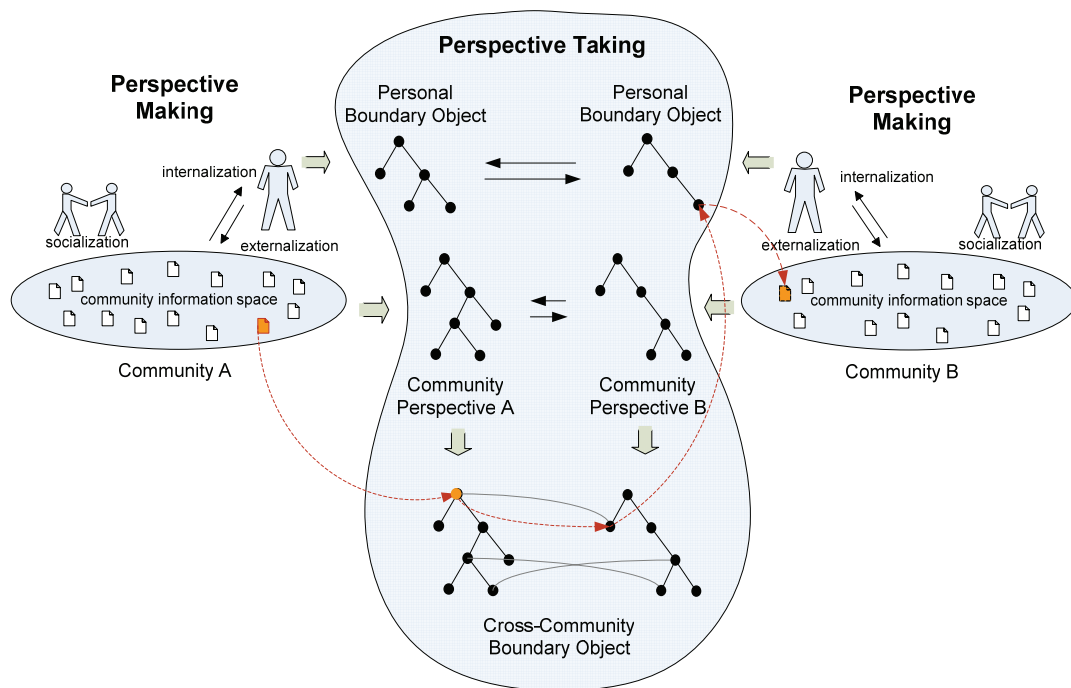 Perspective Taking
Perspective
Making
Perspective
Making
Personal
Boundary Object
Personal
Boundary Object
internalization
externalization
socialization
community information space
Community A
internalization
externalization
socialization
community information space
Community B
Community
Perspective A
Community
Perspective B
Cross-Community
Boundary Object